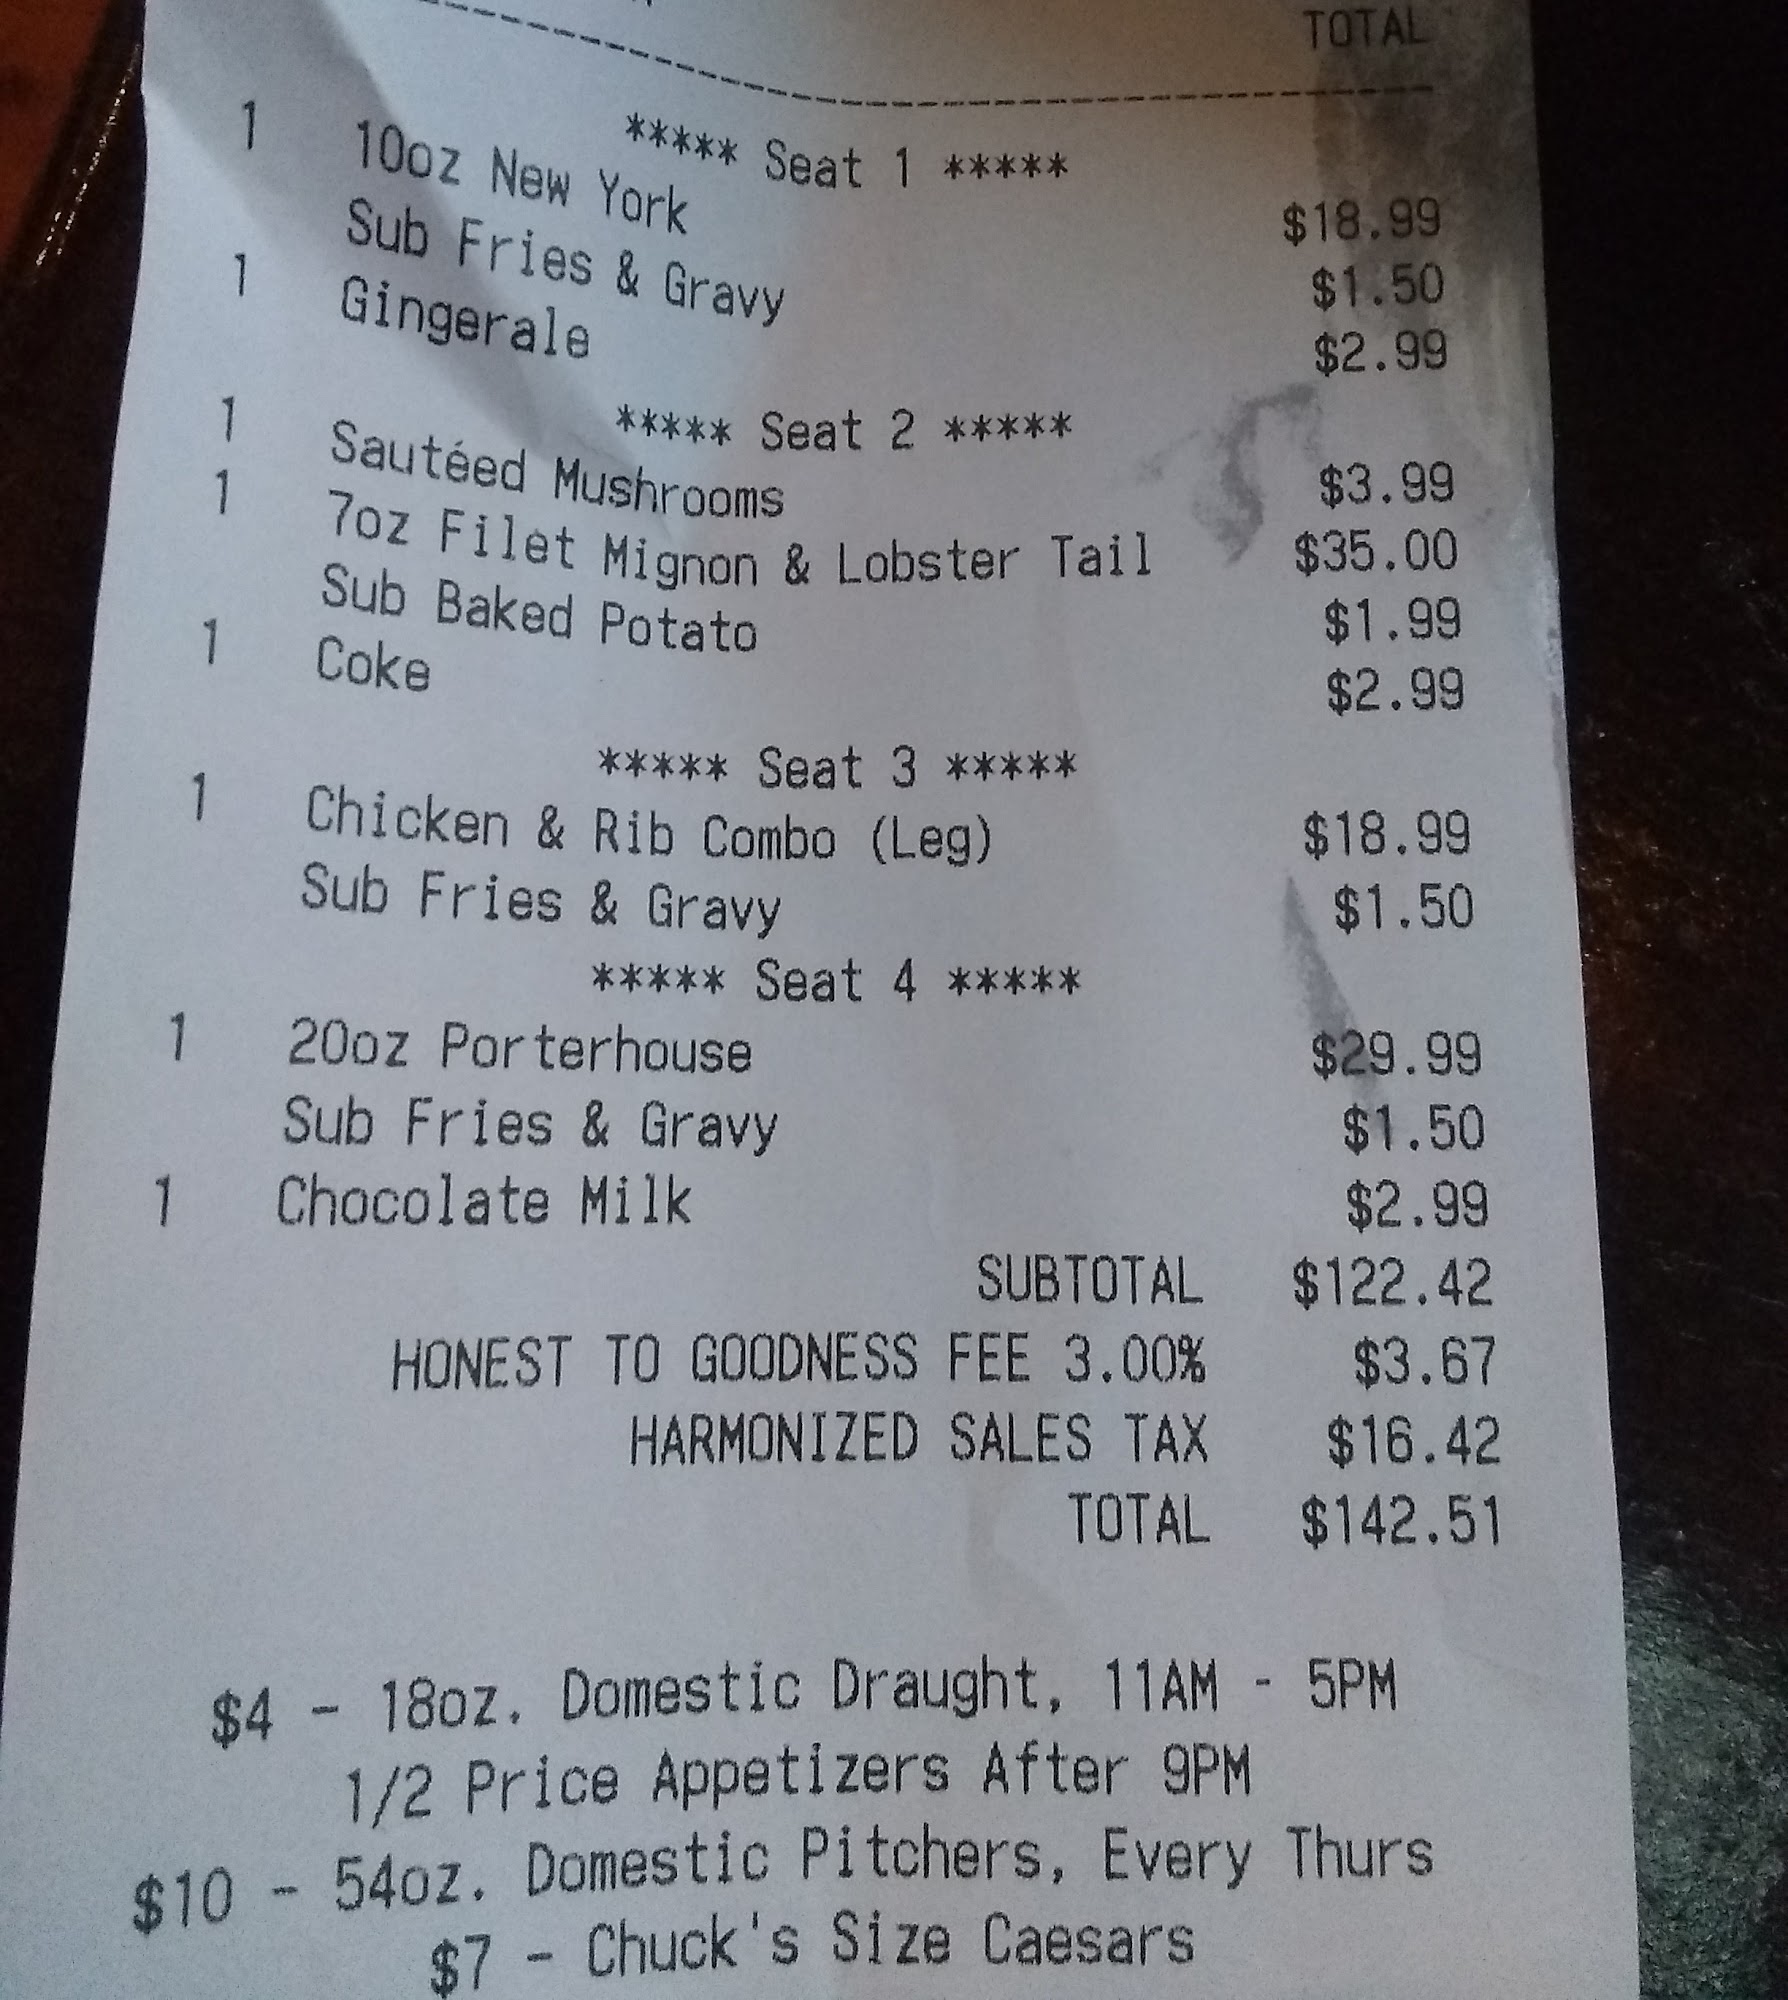 TOTAL
***** Seat 1 *****
1 10oz New York $18.99
Sub Fries & Gravy $1.50
1 Gingerale $2.99
***** Seat 2 *****
1 Sautéed Mushrooms $3.99
1 7oz Filet Mignon & Lobster Tail $35.00
Sub Baked Potato $1.99
1 Coke $2.99
***** Seat 3 *****
1 Chicken & Rib Combo (Leg) $18.99
Sub Fries & Gravy $1.50
***** Seat 4 *****
1 20oz Porterhouse $29.99
Sub Fries & Gravy $1.50
1 Chocolate Milk $2.99
SUBTOTAL $122.42
HONEST TO GOODNESS FEE 3.00% $3.67
HARMONIZED SALES TAX $16.42
TOTAL $142.51
$4 - 18oz. Domestic Draught, 11AM - 5PM
1/2 Price Appetizers After 9PM
$10 - 54oz. Domestic Pitchers, Every Thurs
$7 - Chuck's Size Caesars